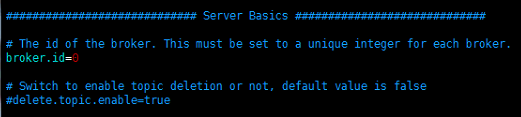 ############################# Server Basics #############################
# The id of the broker. This must be set to a unique integer for each broker.
broker.id=0
# Switch to enable topic deletion or not, default value is false
#delete.topic.enable=true